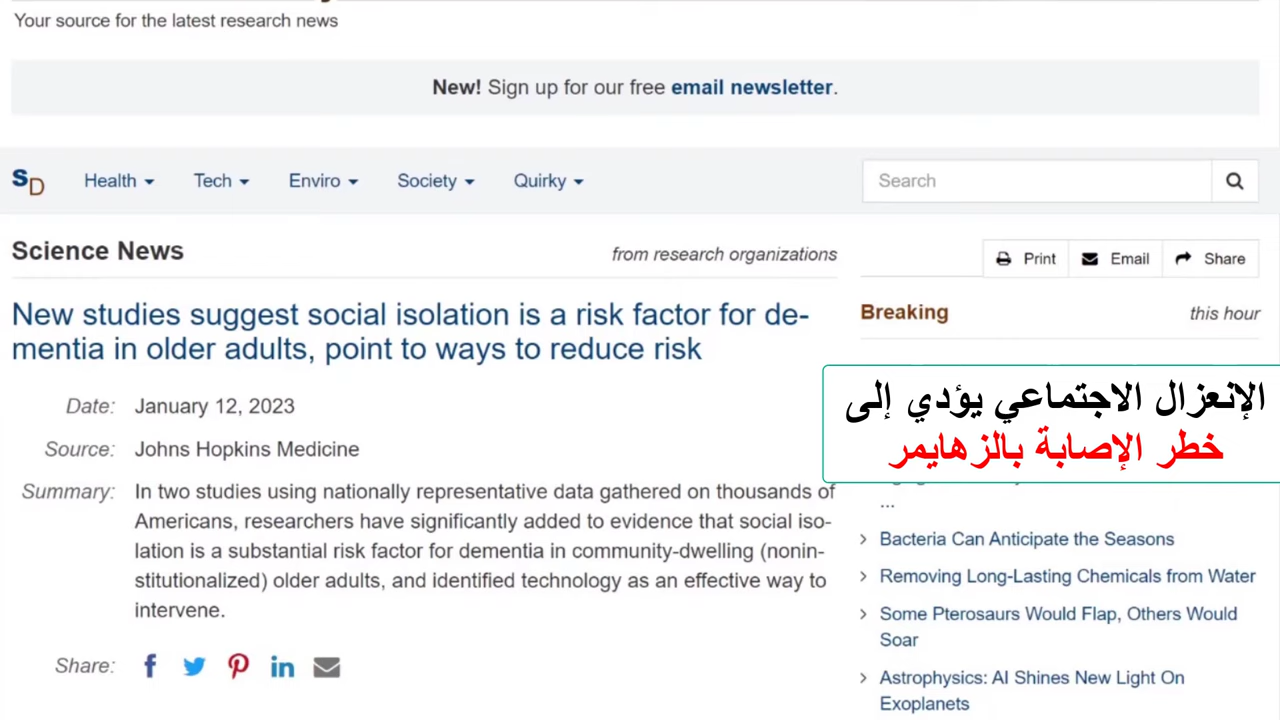 Your source for the latest research news
New! Sign up for our free email newsletter.
SD
Health
Tech
Enviro
Society
Quirky
Search
Science News
from research organizations
Print
Email
Share
New studies suggest social isolation is a risk factor for de-
mentia in older adults, point to ways to reduce risk
Date: January 12, 2023
Source: Johns Hopkins Medicine
Summary: In two studies using nationally representative data gathered on thousands of
Americans, researchers have significantly added to evidence that social iso-
lation is a substantial risk factor for dementia in community-dwelling (nonin-
stitutionalized) older adults, and identified technology as an effective way to
intervene.
Share:
Breaking
this hour
الإنعزال الاجتماعي يؤدي إلى
خطر الإصابة بالزهايمر
...
Bacteria Can Anticipate the Seasons
Removing Long-Lasting Chemicals from Water
Some Pterosaurs Would Flap, Others Would
Soar
Astrophysics: AI Shines New Light On
Exoplanets